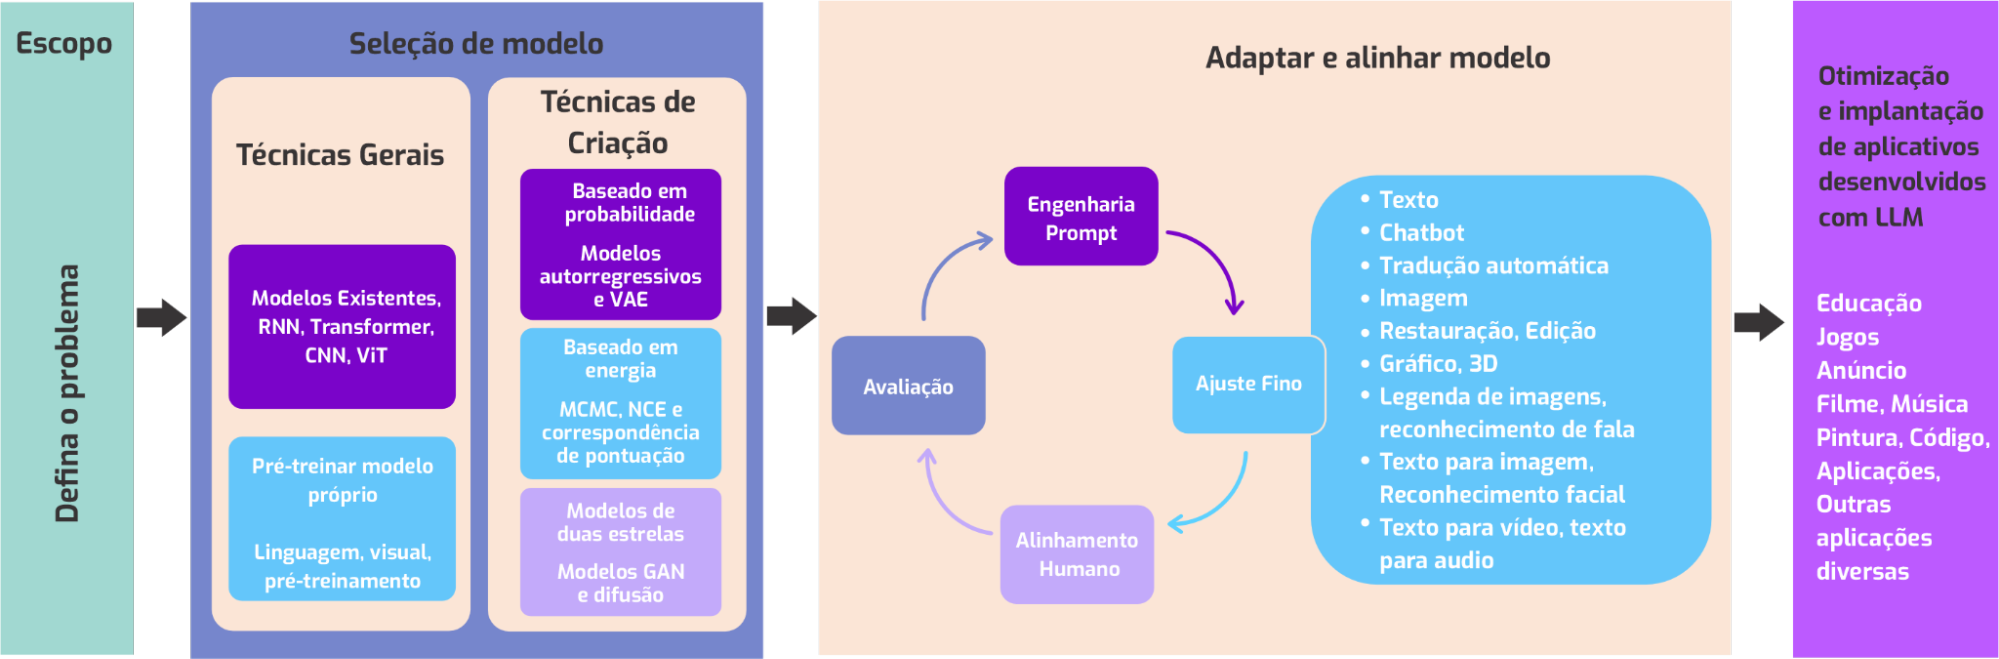 Escopo
Defina o problema
Seleção de modelo
Técnicas Gerais
Modelos Existentes,
RNN, Transformer,
CNN, ViT
Pré-treinar modelo
próprio
Linguagem, visual,
pré-treinamento
Técnicas de
Criação
Baseado em
probabilidade
Modelos
autorregressivos
e VAE
Baseado em
energia
MCMC, NCE e
correspondência
de pontuação
Modelos de
duas estrelas
Modelos GAN
e difusão
Adaptar e alinhar modelo
Engenharia
Prompt
Ajuste Fino
Alinhamento
Humano
Avaliação
• Texto
• Chatbot
• Tradução automática
• Imagem
• Restauração, Edição
• Gráfico, 3D
• Legenda de imagens,
reconhecimento de fala
• Texto para imagem,
Reconhecimento facial
• Texto para vídeo, texto
para audio
Otimização
e implantação
de aplicativos
desenvolvidos
com LLM
Educação
Jogos
Anúncio
Filme, Música
Pintura, Código,
Aplicações,
Outras
aplicações
diversas